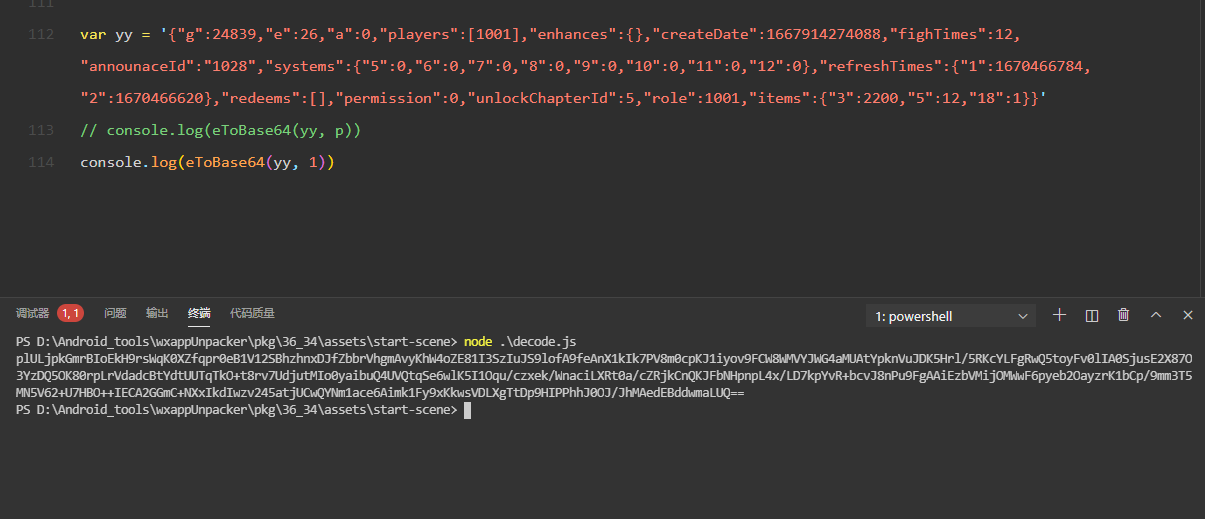 111
112 var yy = '{"g":24839,"e":26,"a":0,"players":[1001],"enhances":{},"createDate":1667914274088,"fighTimes":12,
"announaceId":"1028","systems":{"5":0,"6":0,"7":0,"8":0,"9":0,"10":0,"11":0,"12":0},"refreshTimes":{"1":1670466784,
"2":1670466620},"redeems":[],"permission":0,"unlockChapterId":5,"role":1001,"items":{"3":2200,"5":12,"18":1}}'
113 // console.log(eToBase64(yy, p))
114 console.log(eToBase64(yy, 1))
调试器 1, 1 问题 输出 终端 代码质量 1: powershell
PS D:\Android_tools\wxappUnpacker\pkg\36_34\assets\start-scene> node .\decode.js
plULjpkGmrBIoEkH9rsWqK0XZfqpr0eB1V12SBhzhnxDJfZbbrVhgmAvyKhW4oZE81I3SzIuJS9lofA9feAnX1kIk7PV8m0cpKJ1iyov9FCW8WMVYJWG4aMUAtYpknVuJDK5Hrl/5RKcYLFgRwQ5toyFv0lIA0SjusE2X87O
3YzDQ5OK80rpLrVdadcBtYdtUUTqTkO+t8rv7UdjutMIo0yaibuQ4UVQtqSe6wlK5I1Oqu/czxek/WnaciLXRt0a/cZRjkCnQKJFbNHpnpL4x/LD7kpYvR+bcvJ8nPu9FgAAiEzbVMijOMWwF6pyeb2OayzrK1bCp/9mm3T5
MN5V62+U7HBO++IECA2GGmC+NXxIkdIwzv245atjUCwQYNm1ace6Aimk1Fy9xKkwsVDLXgTtDp9HIPPhhJ0OJ/JhMAedEBddwmaLUQ==
PS D:\Android_tools\wxappUnpacker\pkg\36_34\assets\start-scene>